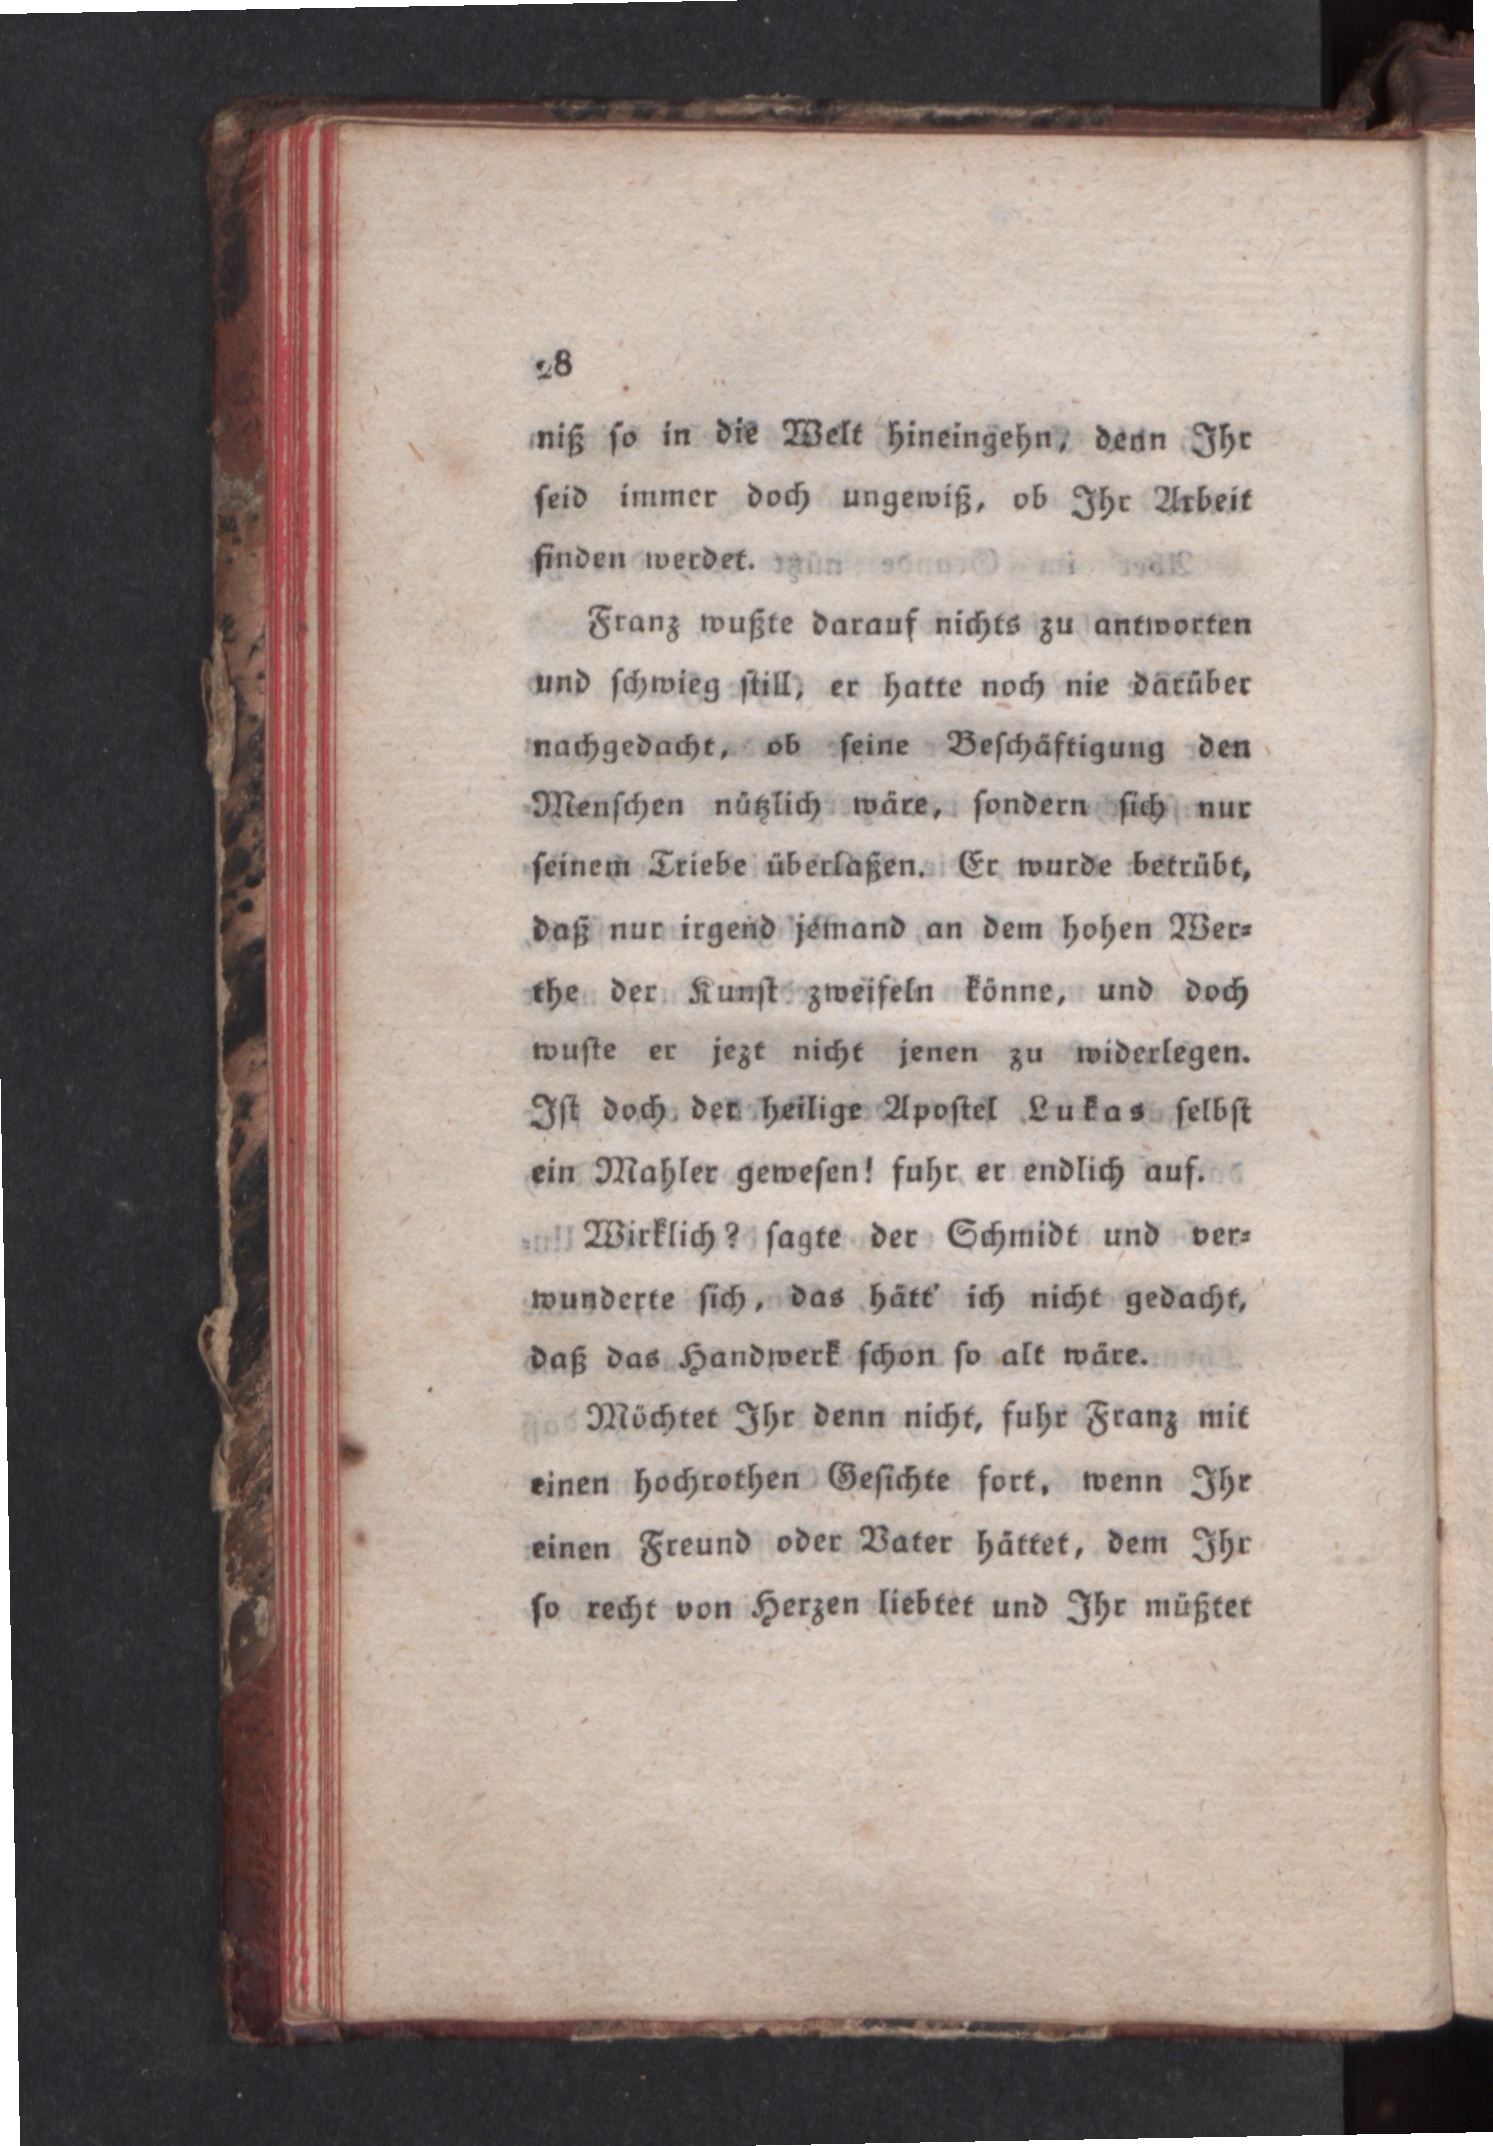 28
niß ſo in die Welt hineingehn, denn Ihr
ſeid immer doch ungewiß, ob Ihr Arbeit
finden werdet.
Franz wußte darauf nichts zu antworten
und ſchwieg ſtill, er hatte noch nie darüber
nachgedacht, ob ſeine Beſchäftigung den
Menſchen nützlich wäre, ſondern ſich nur
ſeinem Triebe überlaßen. Er wurde betrübt,
daß nur irgend jemand an dem hohen Wer⸗
the der Kunſt zweifeln könne, und doch
wuſte er jezt nicht jenen zu widerlegen.
Iſt doch der heilige Apoſtel Lukas ſelbſt
ein Mahler geweſen! fuhr er endlich auf.
Wirklich? ſagte der Schmidt und ver⸗
wunderte ſich, das hätt' ich nicht gedacht,
daß das Handwerk ſchon ſo alt wäre.
Möchtet Ihr denn nicht, fuhr Franz mit
einen hochrothen Geſichte fort, wenn Ihr
einen Freund oder Vater hättet, dem Ihr
ſo recht von Herzen liebtet und Ihr müßtet